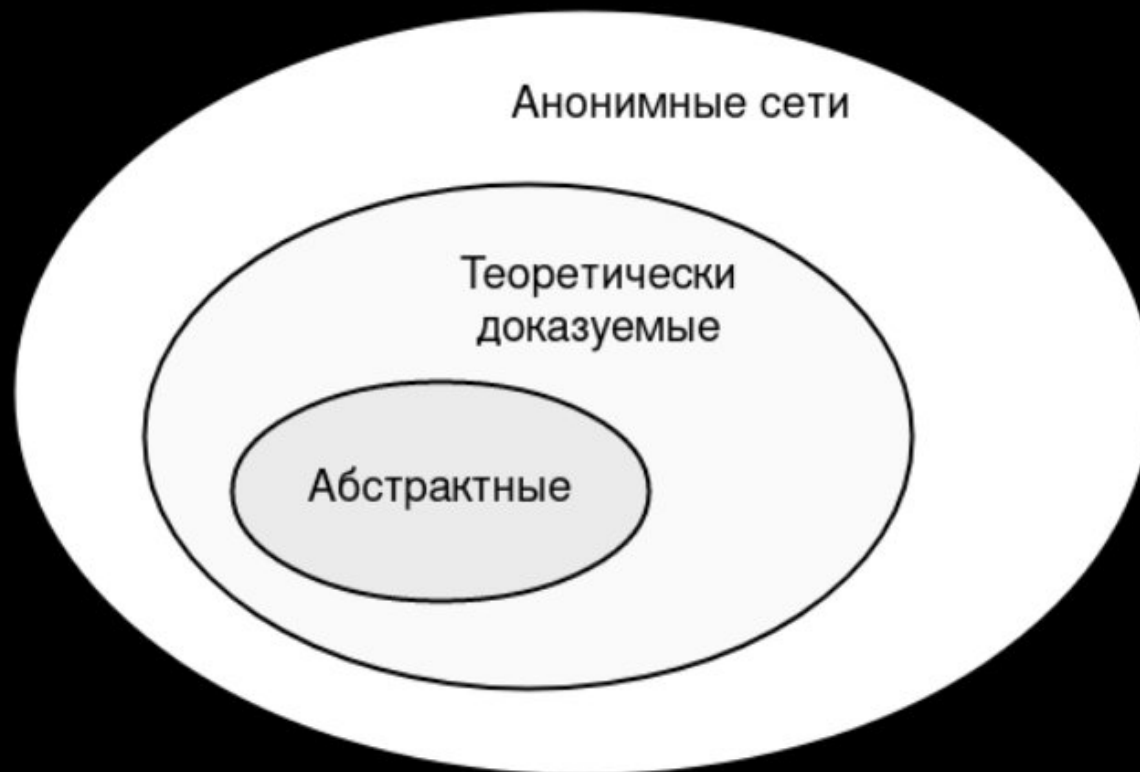 Анонимные сети
Теоретически
доказуемые
Абстрактные